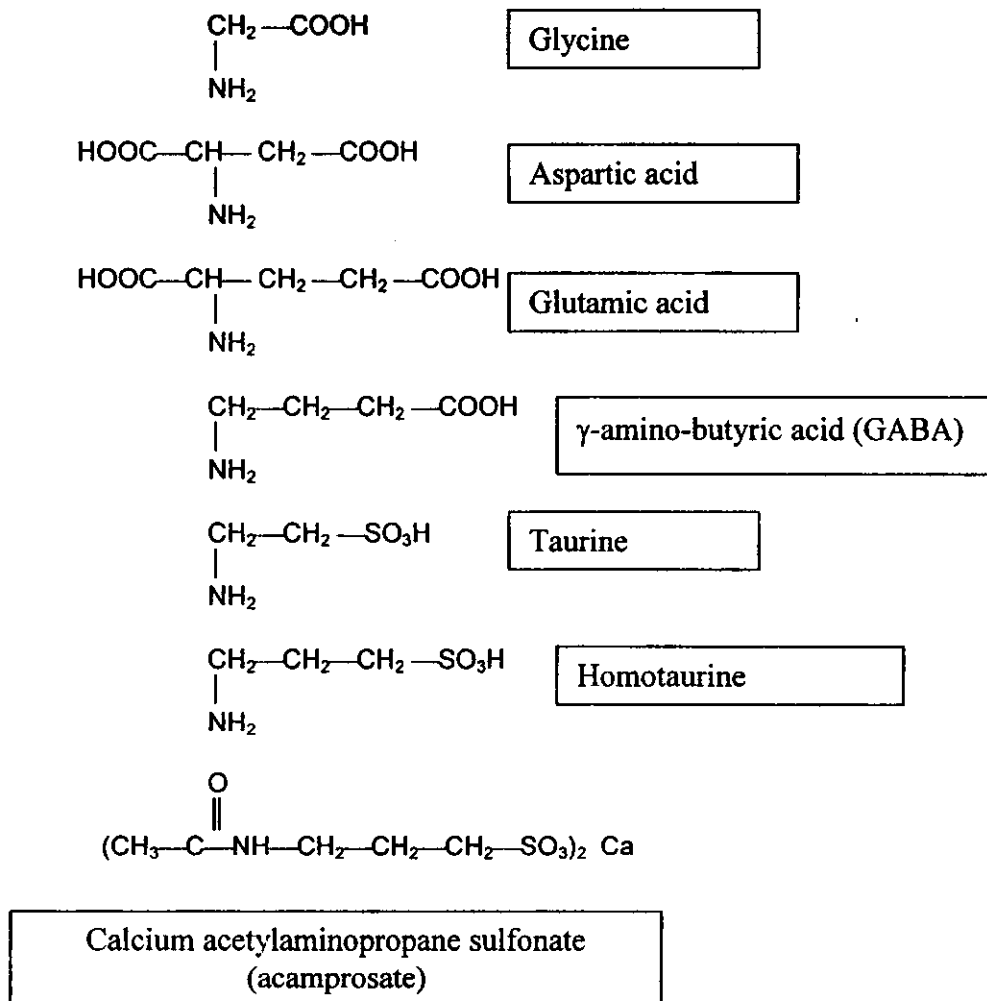 CH₂—COOH
NH₂
Glycine
HOOC—CH—CH₂—COOH
NH₂
Aspartic acid
HOOC—CH—CH₂—CH₂—COOH
NH₂
Glutamic acid
CH₂—CH₂—CH₂—COOH
NH₂
γ-amino-butyric acid (GABA)
CH₂—CH₂—SO₃H
NH₂
Taurine
CH₂—CH₂—CH₂—SO₃H
NH₂
Homotaurine
O
(CH₃—C—NH—CH₂—CH₂—CH₂—SO₃)₂ Ca
Calcium acetylaminopropane sulfonate
(acamprosate)